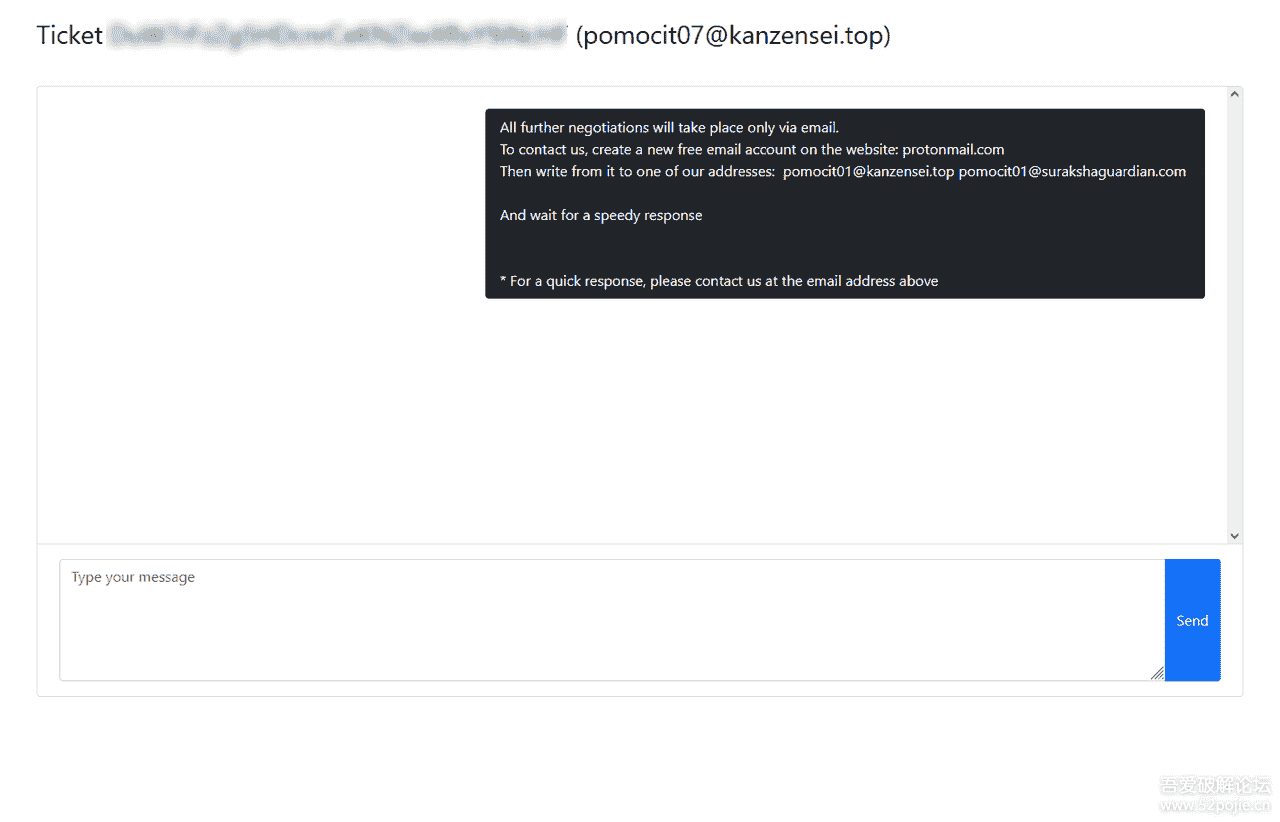 Ticket (pomocit07@kanzensei.top)
All further negotiations will take place only via email.
To contact us, create a new free email account on the website: protonmail.com
Then write from it to one of our addresses:  pomocit01@kanzensei.top pomocit01@surakshaguardian.com
And wait for a speedy response
* For a quick response, please contact us at the email address above
Type your message
Send
吾爱破解论坛
www.52pojie.cn